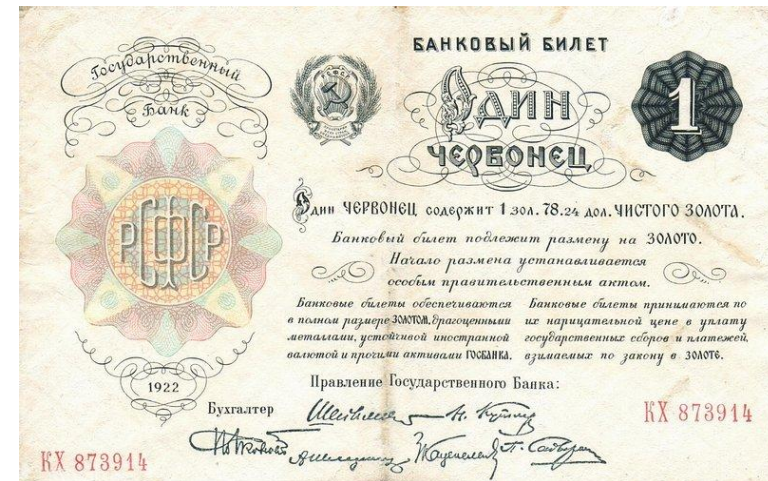 Государственный
Банк
РСФСР
1922
БАНКОВЫЙ БИЛЕТ
Один
ЧЕРВОНЕЦ
1
Один ЧЕРВОНЕЦ содержит 1 зол. 78.24 дол. ЧИСТОГО ЗОЛОТА.
Банковый билет подлежит размену на ЗОЛОТО.
Начало размена устанавливается
особым правительственным актом.
Банковые билеты обеспечиваются
в полном размере ЗОЛОТОМ, драгоценными
металлами, устойчивой иностранной
валютой и прочими активами ГОСБАНКА.
Банковые билеты принимаются по
их нарицательной цене в уплату
государственных сборов и платежей,
взимаемых по закону в ЗОЛОТЕ.
Правление Государственного Банка:
Бухгалтер
КХ 873914
КХ 873914